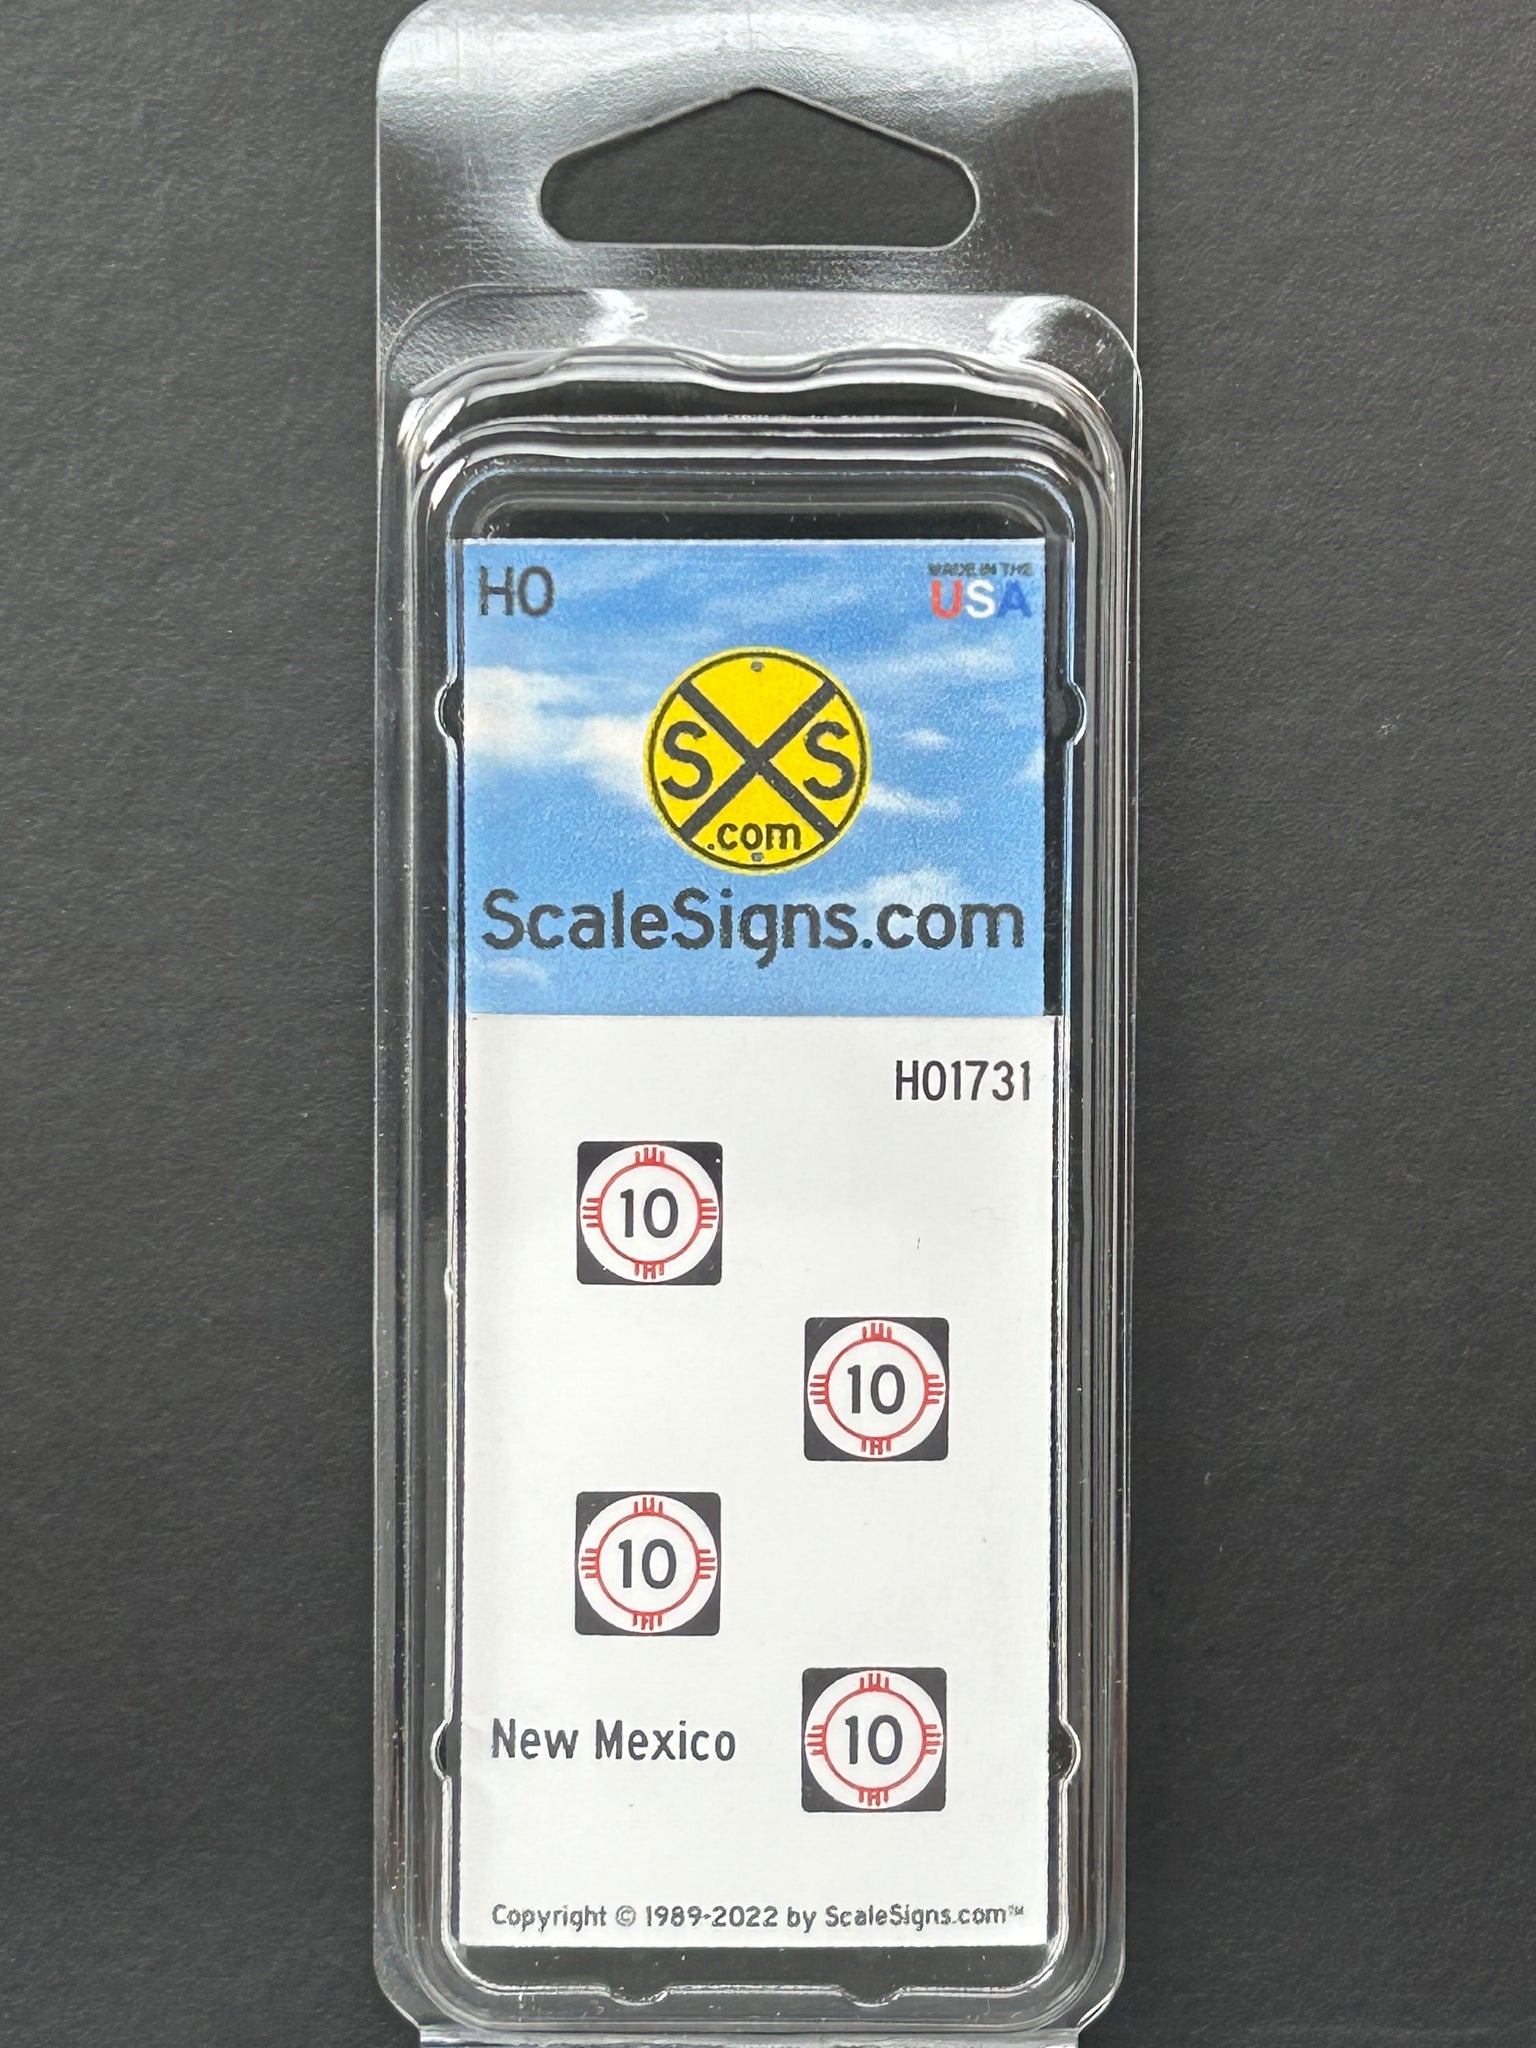 HO
MADE IN THE
USA
S S
.com
ScaleSigns.com
HO1731
10
10
10
New Mexico
10
Copyright © 1989-2022 by ScaleSigns.com™